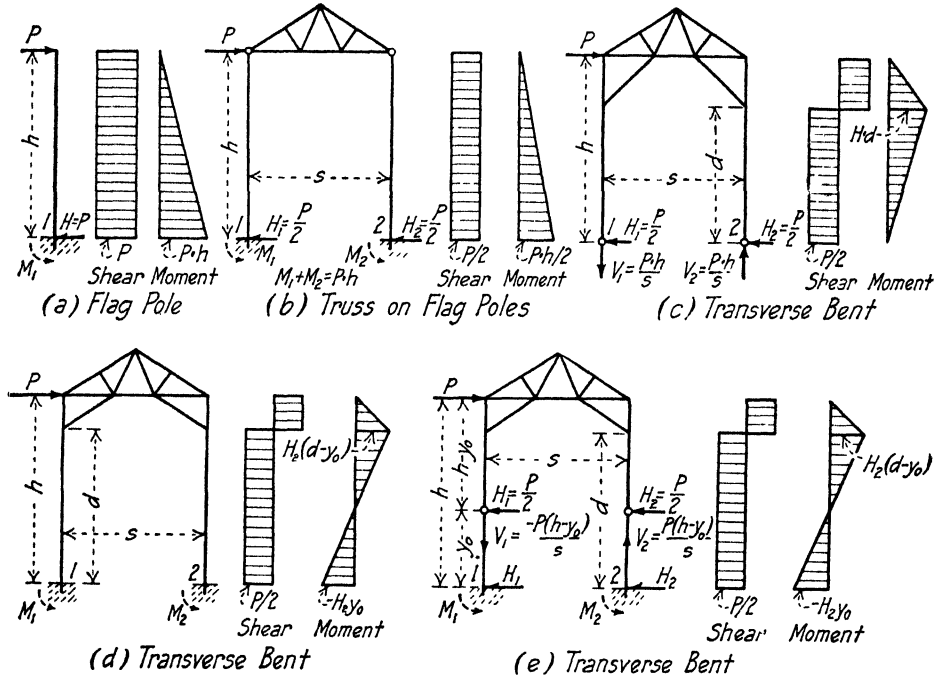 P
h
1 H=P
M₁
P
P·h
Shear Moment
(a) Flag Pole
P
h
s
1 H₁=P/2
M₁
2 H₂=P/2
M₂
M₁+M₂=P·h
P/2
P·h/2
Shear Moment
(b) Truss on Flag Poles
P
h
s
d
1 H₁=P/2
2 H₂=P/2
V₁=P·h/s
V₂=P·h/s
H·d
P/2
Shear Moment
(c) Transverse Bent
P
h
s
d
1
2
M₁
M₂
H₂(d-y₀)
P/2
-H₂y₀
Shear Moment
(d) Transverse Bent
P
h
h-y₀
y₀
s
d
H₁=P/2
H₂=P/2
V₁=-P(h-y₀)/s
V₂=P(h-y₀)/s
1 H₁
2 H₂
M₁
M₂
H₂(d-y₀)
P/2
-H₂y₀
Shear Moment
(e) Transverse Bent